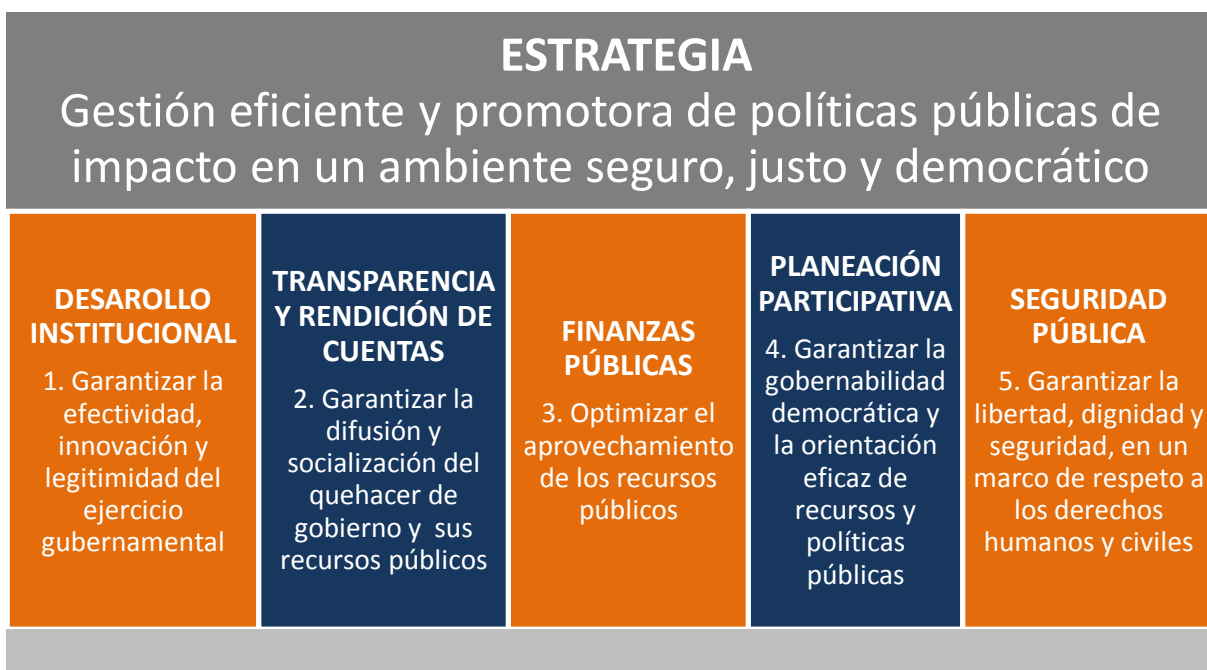 ESTRATEGIA
Gestión eficiente y promotora de políticas públicas de
impacto en un ambiente seguro, justo y democrático
DESAROLLO
INSTITUCIONAL
1. Garantizar la
efectividad,
innovación y
legitimidad del
ejercicio
gubernamental
TRANSPARENCIA
Y RENDICIÓN DE
CUENTAS
2. Garantizar la
difusión y
socialización del
quehacer de
gobierno y  sus
recursos públicos
FINANZAS
PÚBLICAS
3. Optimizar el
aprovechamiento
de los recursos
públicos
PLANEACIÓN
PARTICIPATIVA
4. Garantizar la
gobernabilidad
democrática y
la orientación
eficaz de
recursos y
políticas
públicas
SEGURIDAD
PÚBLICA
5. Garantizar la
libertad, dignidad y
seguridad, en un
marco de respeto a
los derechos
humanos y civiles